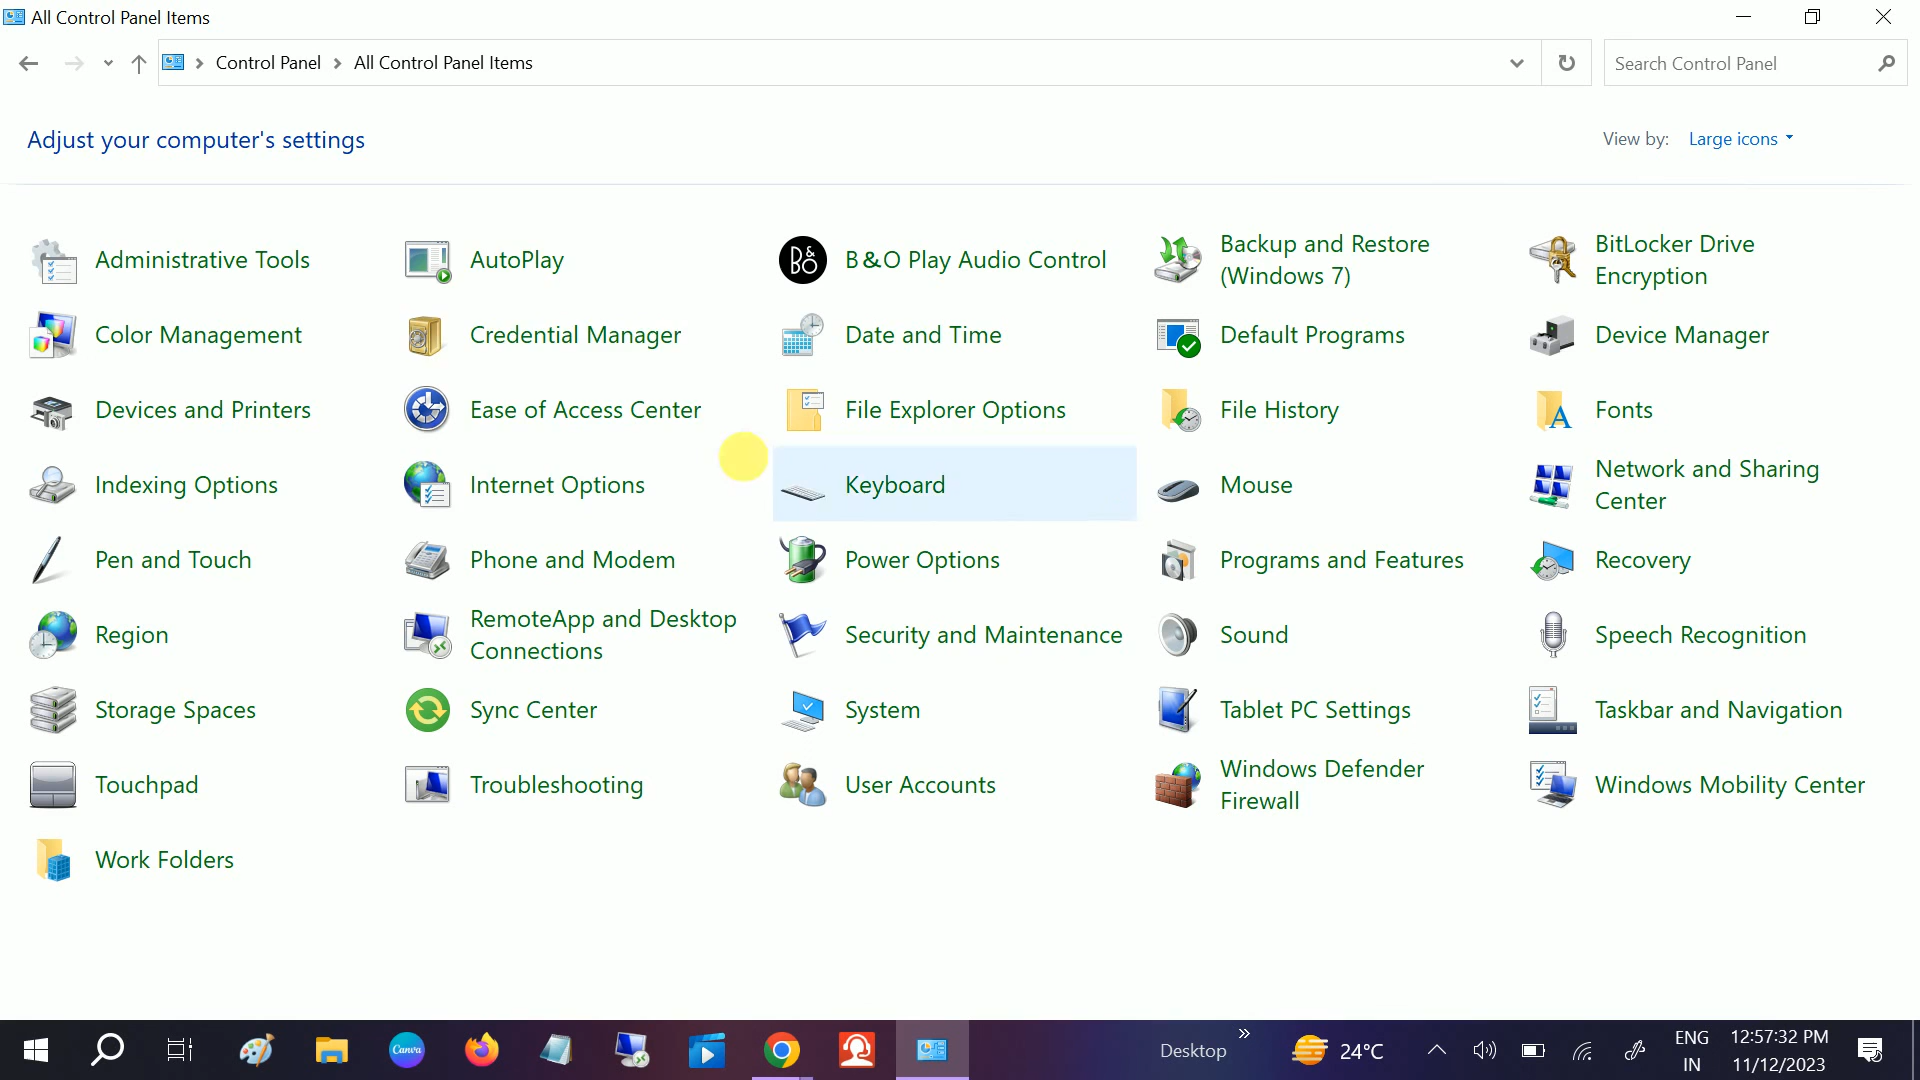 All Control Panel Items
Control Panel
All Control Panel Items
Search Control Panel
Adjust your computer's settings
View by: Large icons
Administrative Tools
AutoPlay
B&O
B&O Play Audio Control
Backup and Restore
(Windows 7)
BitLocker Drive
Encryption
Color Management
Credential Manager
Date and Time
Default Programs
Device Manager
Devices and Printers
Ease of Access Center
File Explorer Options
File History
Fonts
Indexing Options
Internet Options
Keyboard
Mouse
Network and Sharing
Center
Pen and Touch
Phone and Modem
Power Options
Programs and Features
Recovery
Region
RemoteApp and Desktop
Connections
Security and Maintenance
Sound
Speech Recognition
Storage Spaces
Sync Center
System
Tablet PC Settings
Taskbar and Navigation
Touchpad
Troubleshooting
User Accounts
Windows Defender
Firewall
Windows Mobility Center
Work Folders
Canva
Desktop
24°C
ENG
IN
12:57:32 PM
11/12/2023